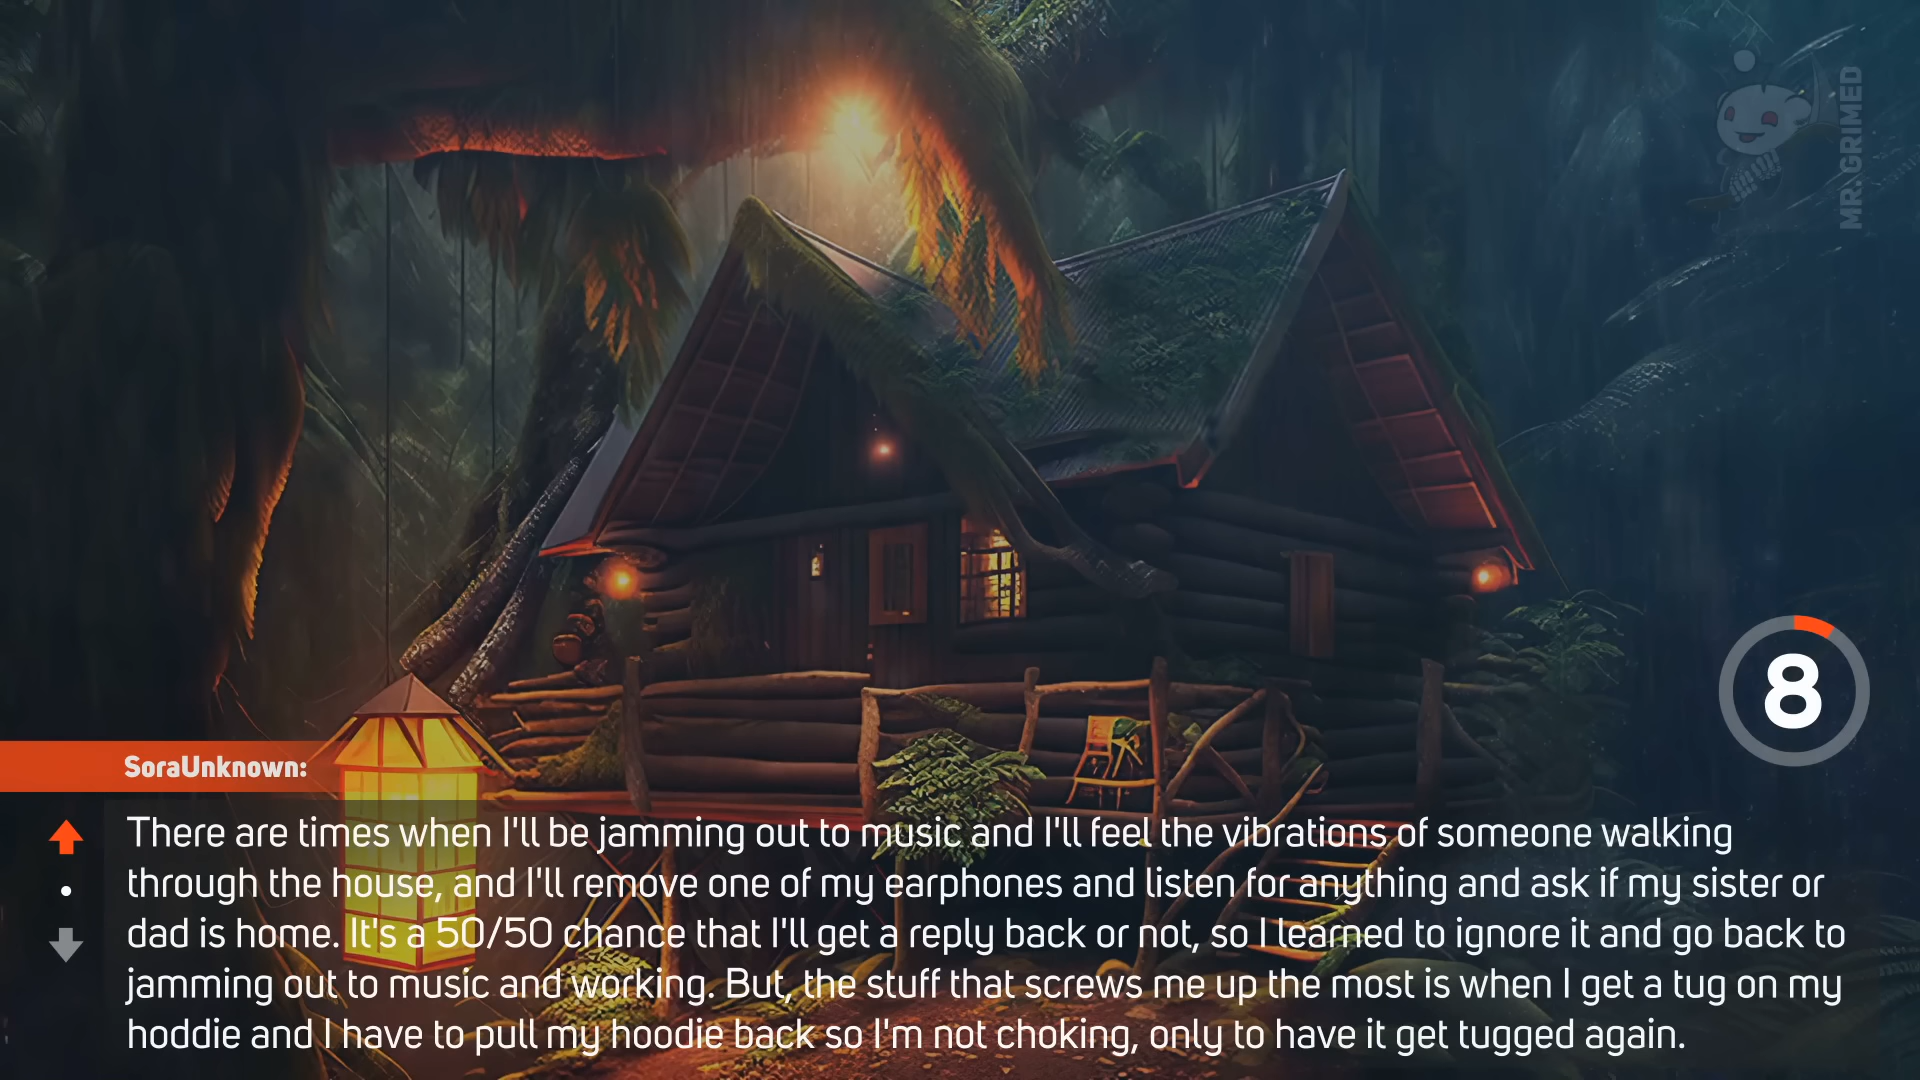 MR.GRIMED
8
SoraUnknown:
There are times when I'll be jamming out to music and I'll feel the vibrations of someone walking
through the house, and I'll remove one of my earphones and listen for anything and ask if my sister or
dad is home. It's a 50/50 chance that I'll get a reply back or not, so I learned to ignore it and go back to
jamming out to music and working. But, the stuff that screws me up the most is when I get a tug on my
hoddie and I have to pull my hoodie back so I'm not choking, only to have it get tugged again.